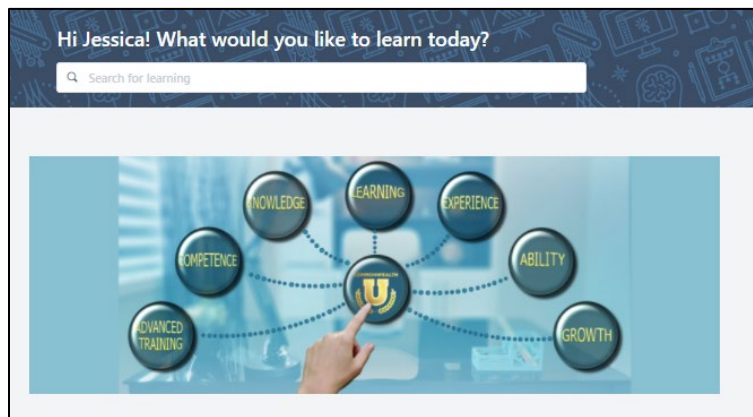 Hi Jessica! What would you like to learn today?
Search for learning
LEARNING
KNOWLEDGE
EXPERIENCE
COMPETENCE
ABILITY
COMMONWEALTH
U
ADVANCED
TRAINING
GROWTH